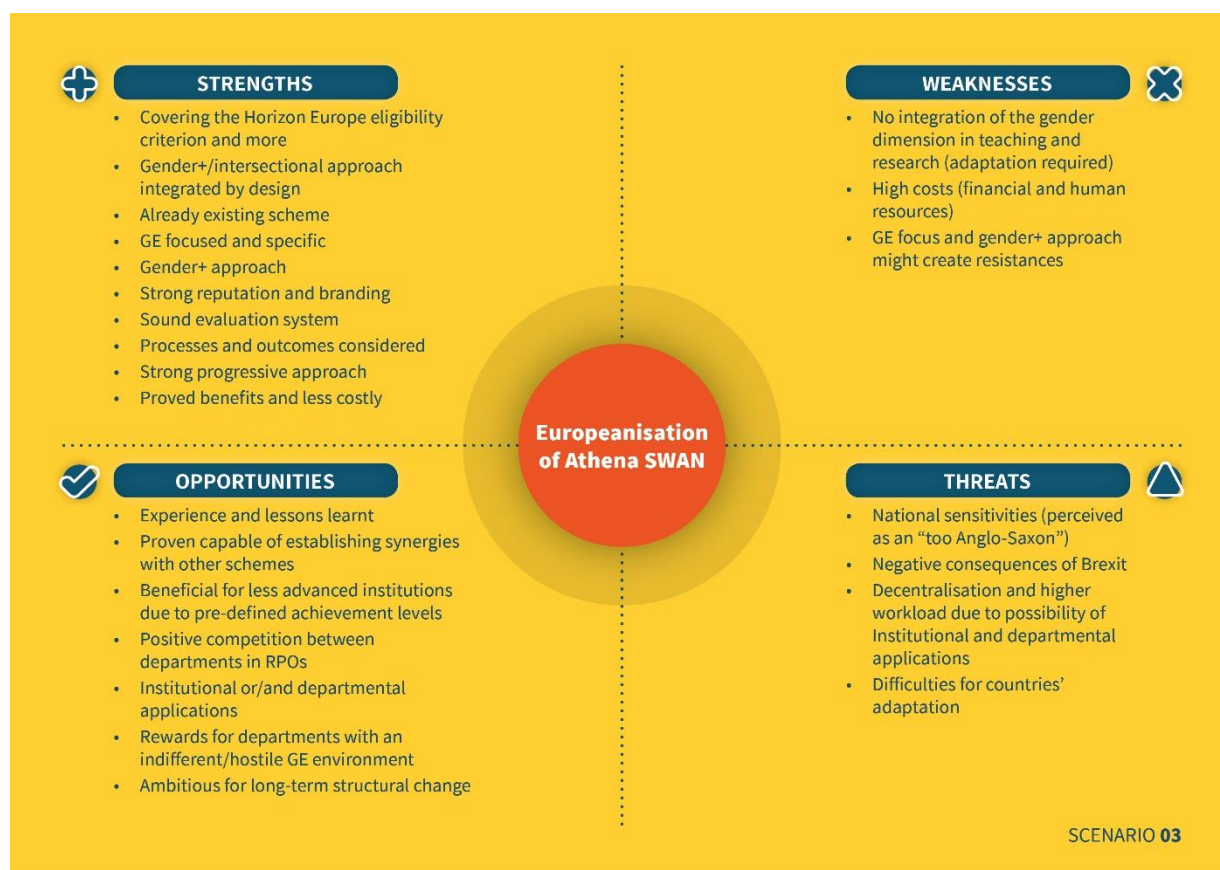 STRENGTHS
• Covering the Horizon Europe eligibility
criterion and more
• Gender+/intersectional approach
integrated by design
• Already existing scheme
• GE focused and specific
• Gender+ approach
• Strong reputation and branding
• Sound evaluation system
• Processes and outcomes considered
• Strong progressive approach
• Proved benefits and less costly
WEAKNESSES
• No integration of the gender
dimension in teaching and
research (adaptation required)
• High costs (financial and human
resources)
• GE focus and gender+ approach
might create resistances
Europeanisation
of Athena SWAN
OPPORTUNITIES
• Experience and lessons learnt
• Proven capable of establishing synergies
with other schemes
• Beneficial for less advanced institutions
due to pre-defined achievement levels
• Positive competition between
departments in RPOs
• Institutional or/and departmental
applications
• Rewards for departments with an
indifferent/hostile GE environment
• Ambitious for long-term structural change
THREATS
• National sensitivities (perceived
as an “too Anglo-Saxon”)
• Negative consequences of Brexit
• Decentralisation and higher
workload due to possibility of
Institutional and departmental
applications
• Difficulties for countries’
adaptation
SCENARIO 03